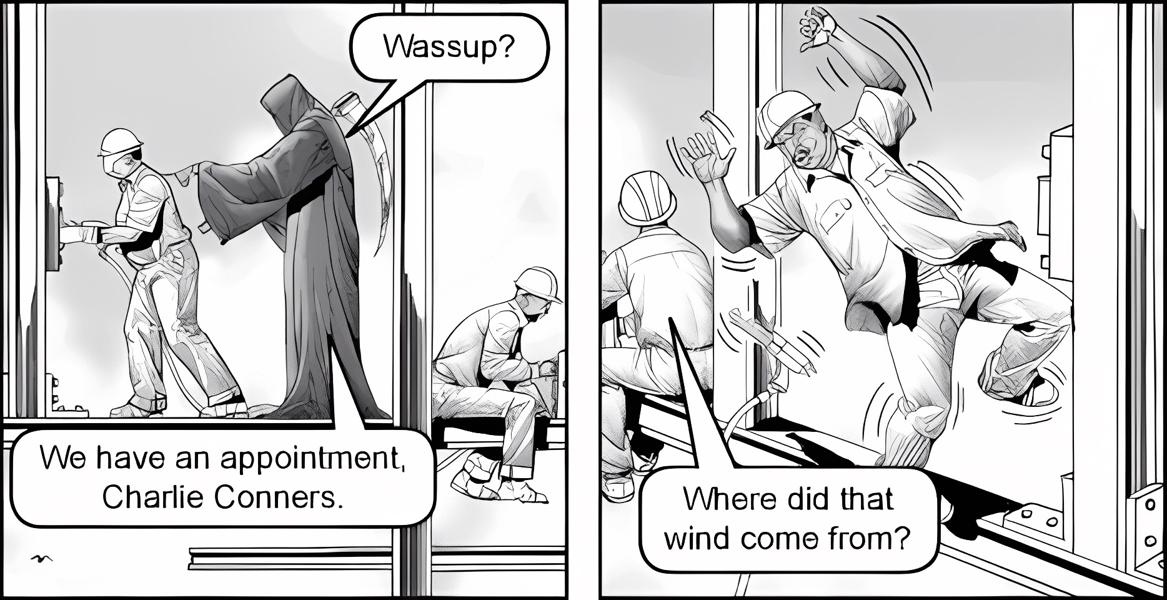 Wassup?
We have an appointment,
Charlie Conners.
Where did that
wind come from?